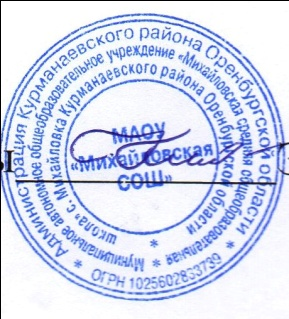 Администрация Курманаевского района Оренбургской области
Муниципальное автономное общеобразовательное учреждение «Михайловская средняя общеобразовательная
школа» с. Михайловка Курманаевского района Оренбургской области
МАОУ
«Михайловская
СОШ»
ОГРН 1025602833739